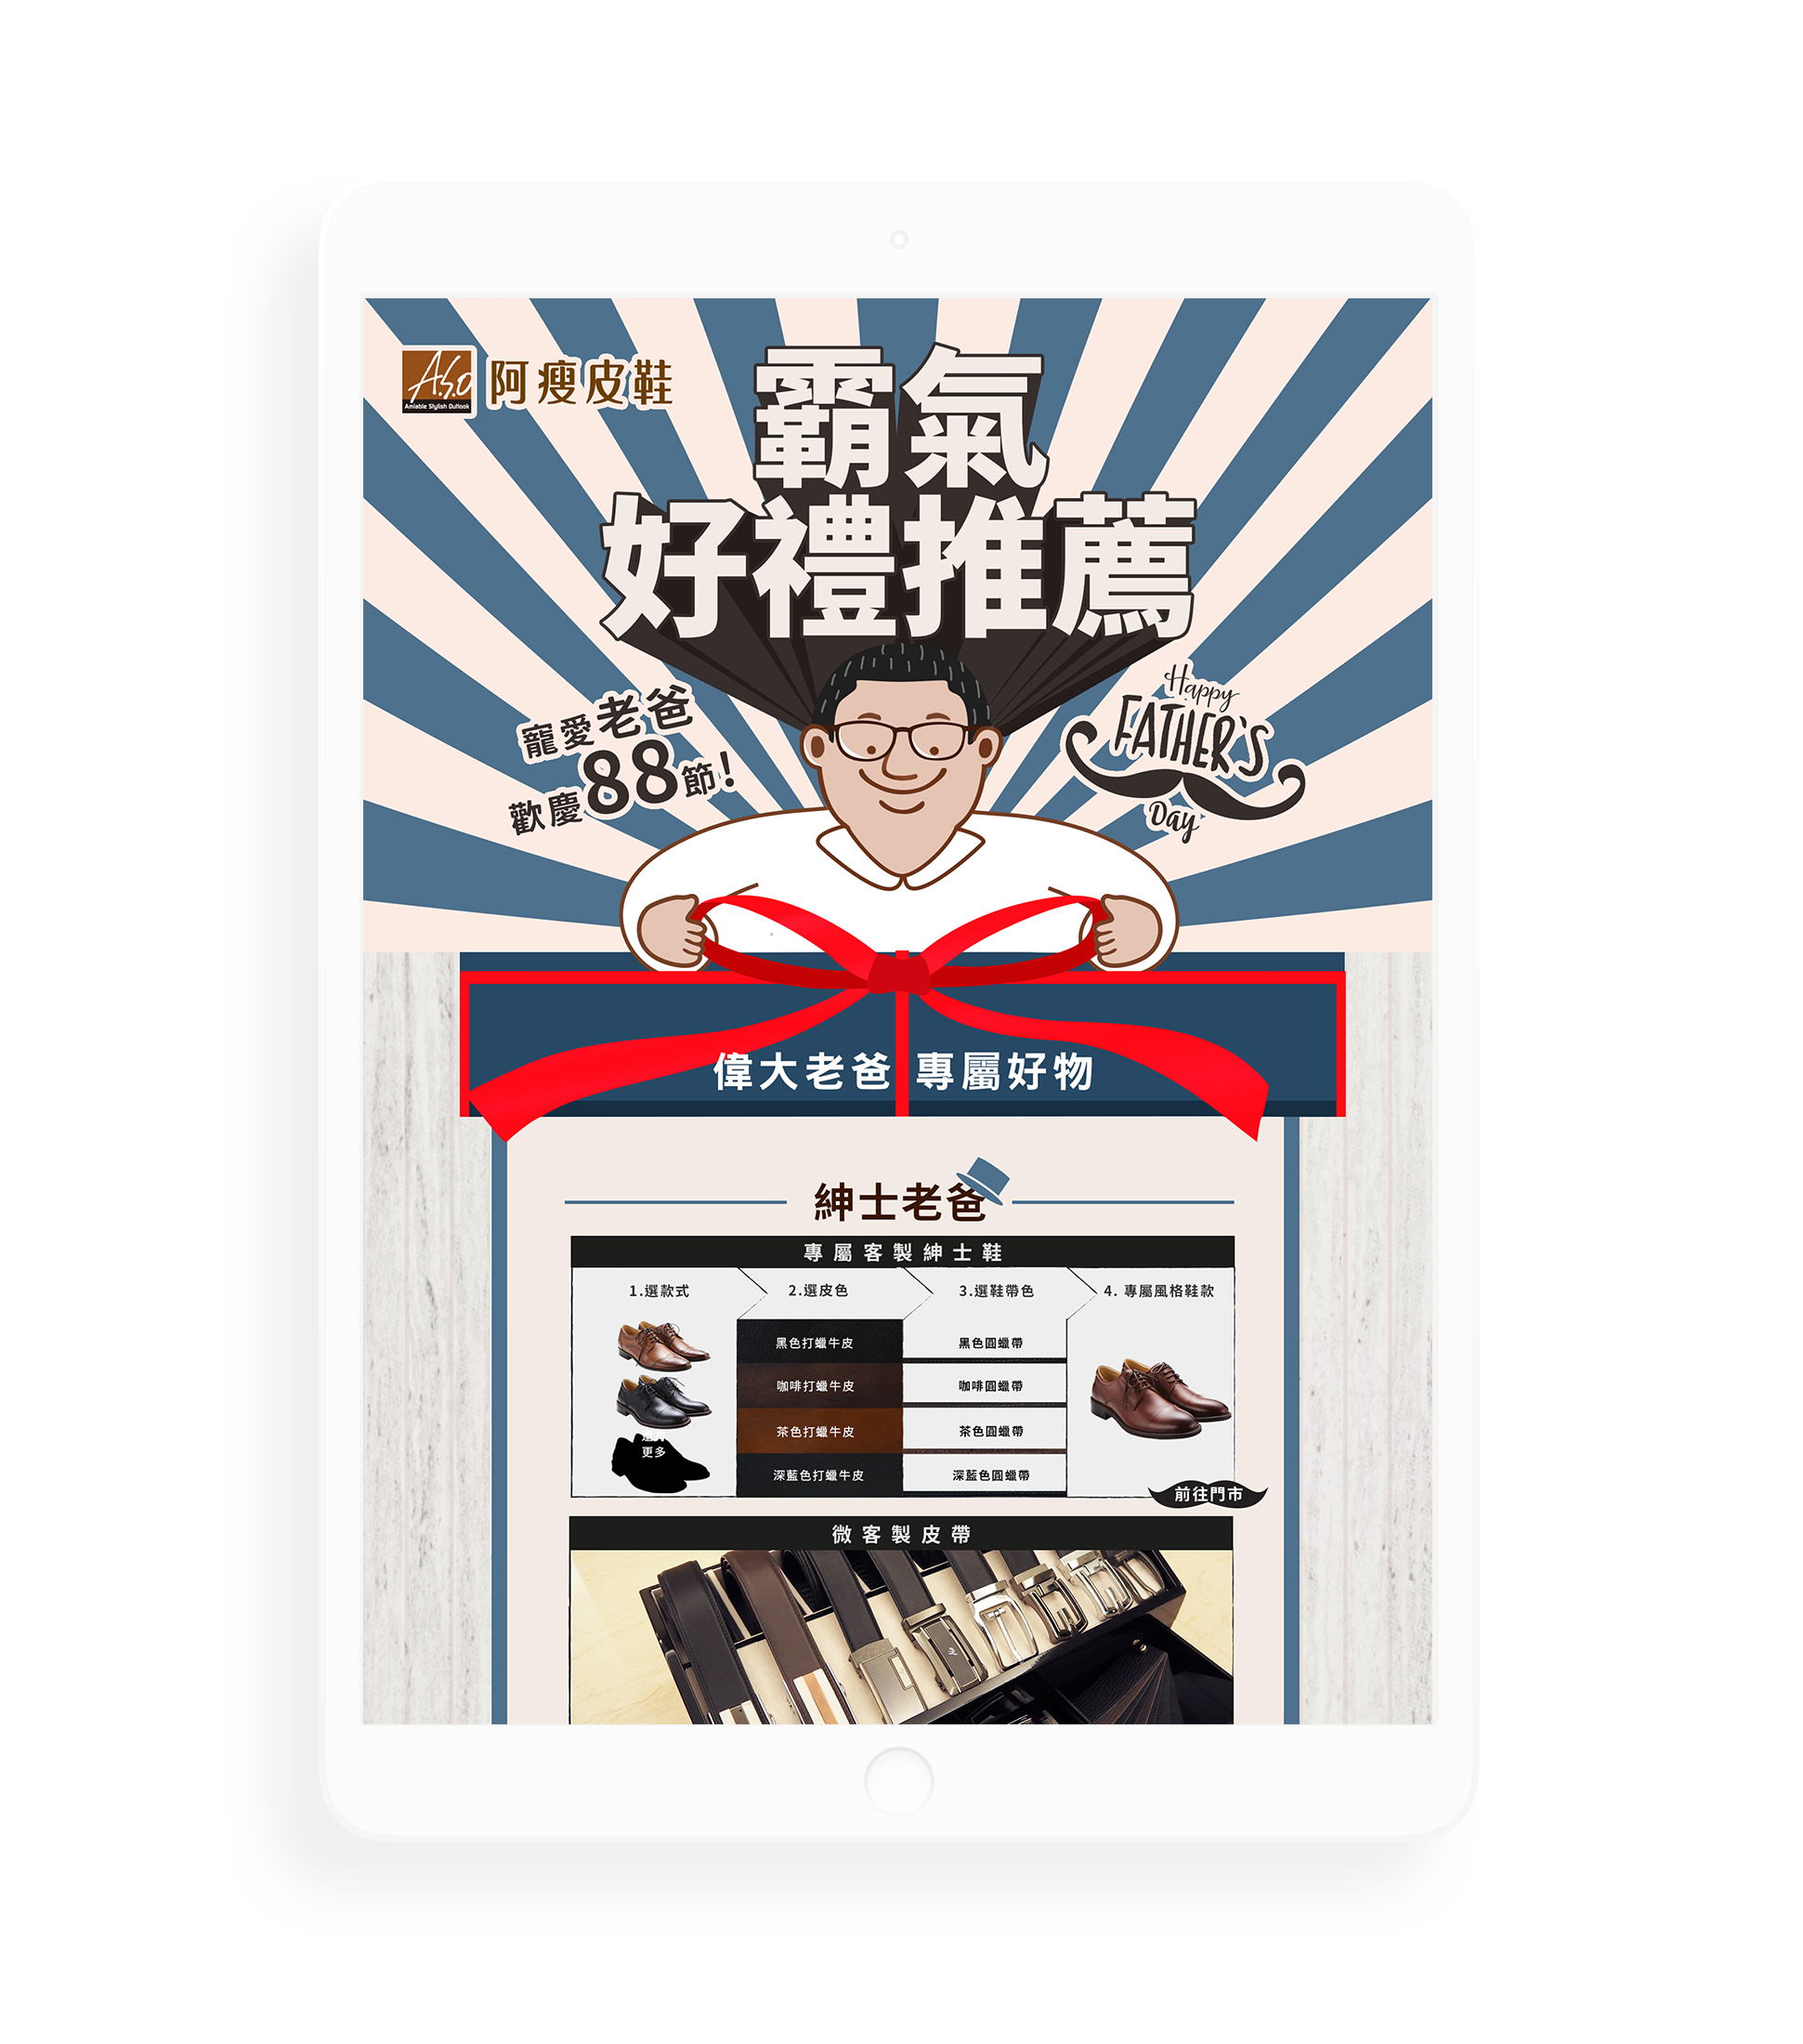 A.S.O
Amiable Stylish Outlook
阿瘦皮鞋
霸氣
好禮推薦
寵愛老爸
歡慶88節!
Happy
FATHER'S
Day
偉大老爸 專屬好物
紳士老爸
專屬客製紳士鞋
1.選款式
2.選皮色
3.選鞋帶色
4. 專屬風格鞋款
黑色打蠟牛皮
黑色圓蠟帶
咖啡打蠟牛皮
咖啡圓蠟帶
茶色打蠟牛皮
茶色圓蠟帶
更多
深藍色打蠟牛皮
深藍色圓蠟帶
前往門市
微客製皮帶